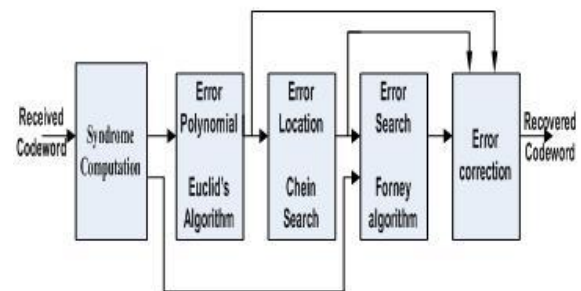 Received
Codeword
Syndrome
Computation
Error
Polynomial
Euclid's
Algorithm
Error
Location
Chein
Search
Error
Search
Forney
algorithm
Error
correction
Recovered
Codeword